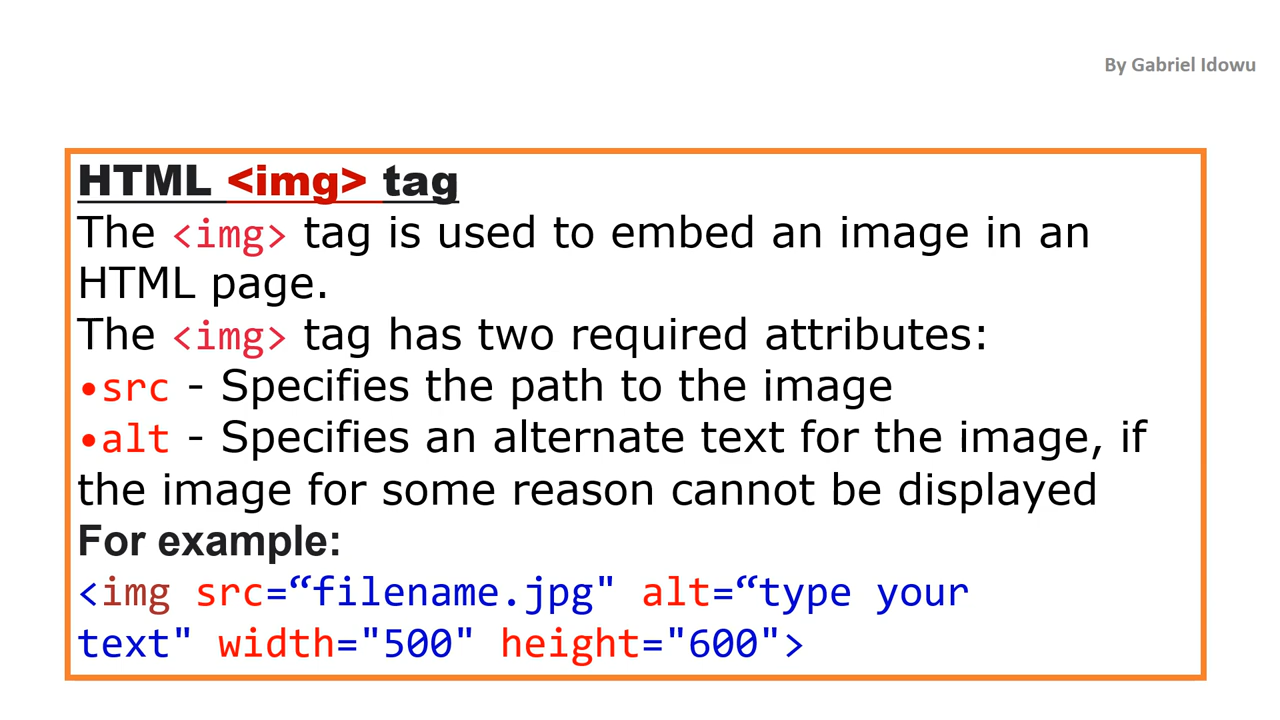 By Gabriel Idowu
HTML <img> tag
The <img> tag is used to embed an image in an
HTML page.
The <img> tag has two required attributes:
•src - Specifies the path to the image
•alt - Specifies an alternate text for the image, if
the image for some reason cannot be displayed
For example:
<img src=“filename.jpg" alt=“type your
text" width="500" height="600">